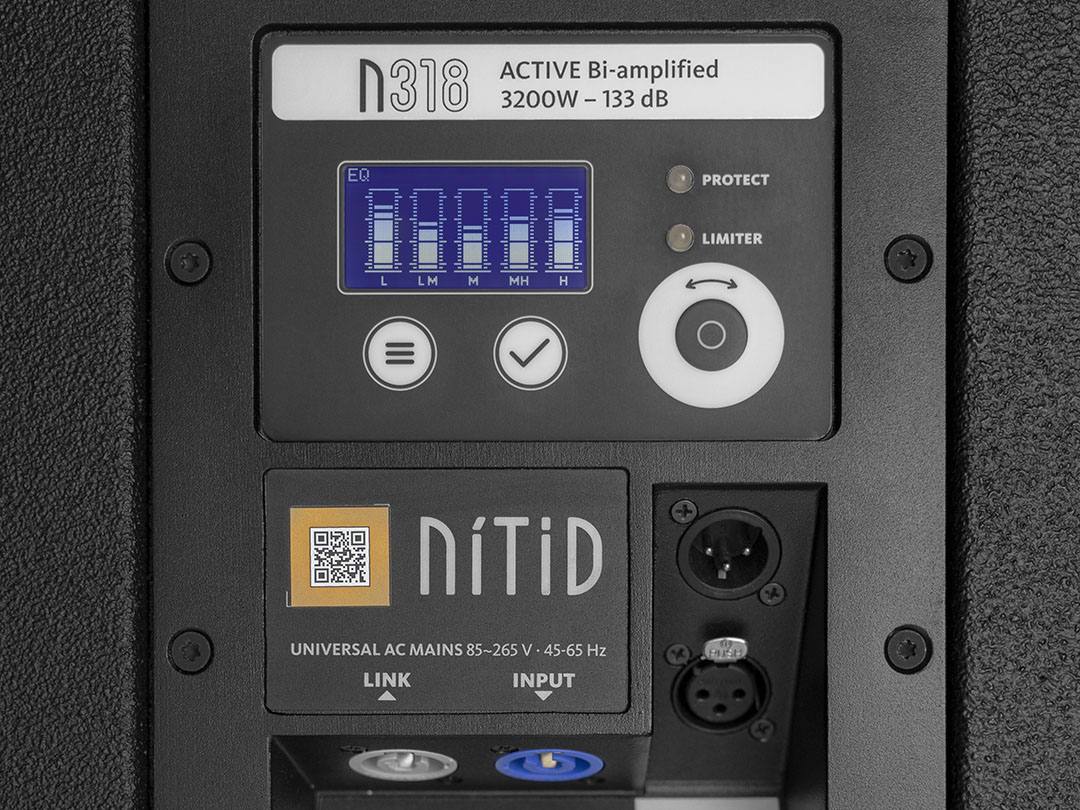 n318
ACTIVE Bi-amplified
3200W – 133 dB
EQ
L LM M MH H
PROTECT
LIMITER
NíTiD
UNIVERSAL AC MAINS 85~265 V · 45-65 Hz
LINK
INPUT
PUSH